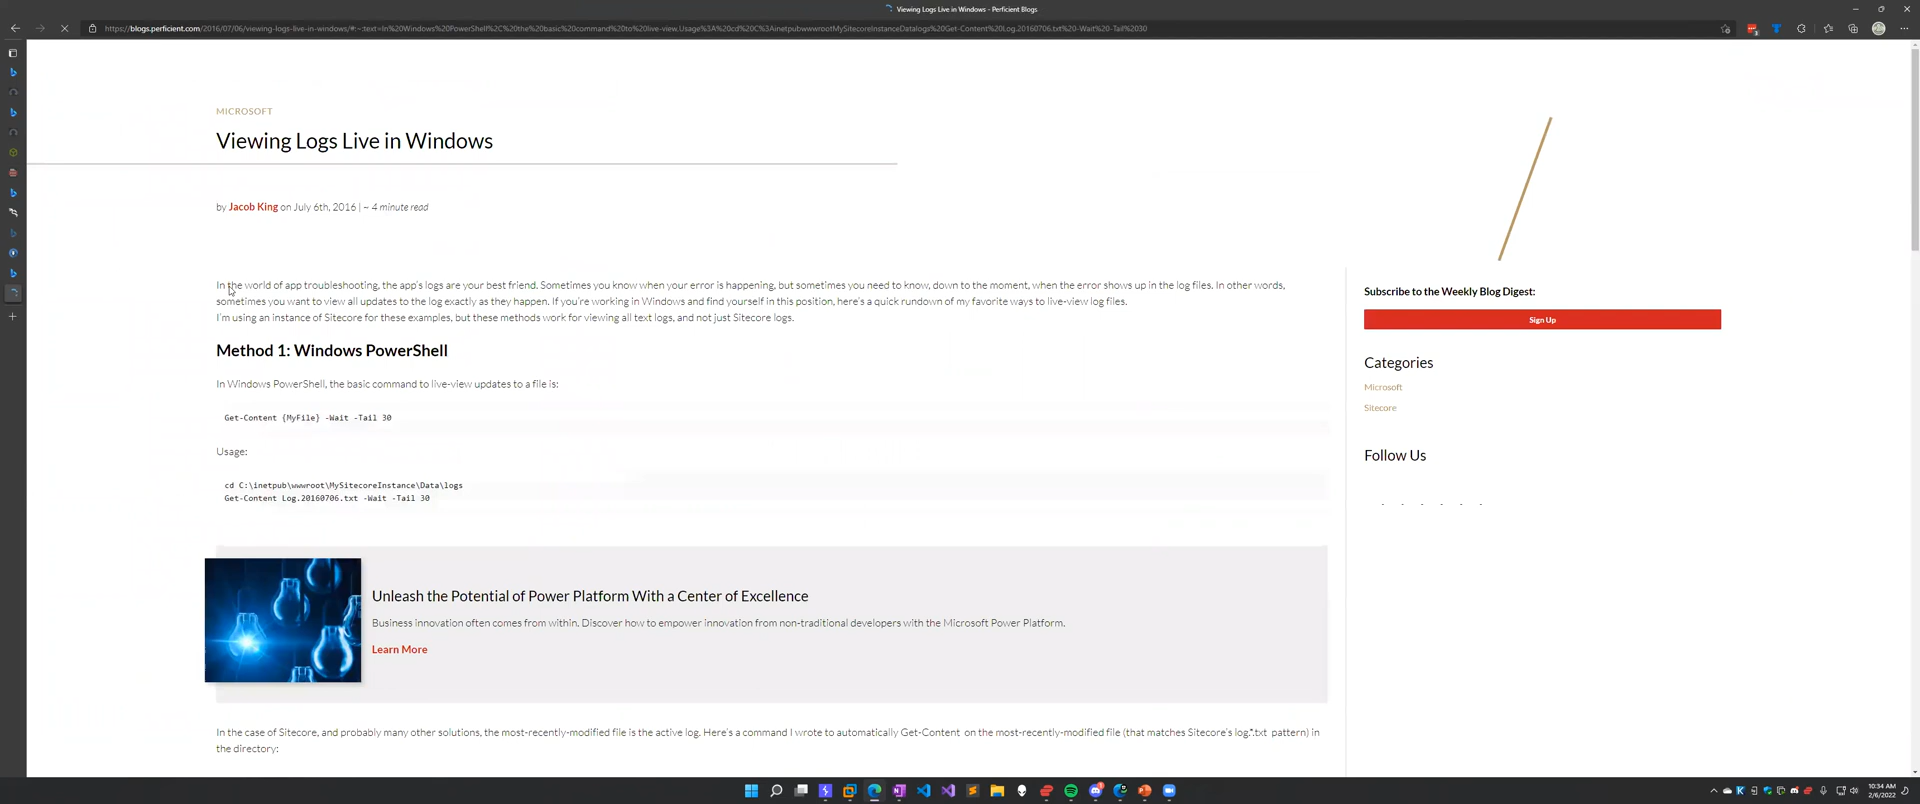 Viewing Logs Live in Windows - Perficient Blogs
https://blogs.perficient.com/2016/07/06/viewing-logs-live-in-windows/#:~:text=In%20Windows%20PowerShell%2C%20the%20basic%20command%20to%20live-view,Usage%3A%20cd%20C%3AinetpubwwwrootMySitecoreInstanceDatalogs%20Get-Content%20Log.20160706.txt%20-Wait%20-Tail%2030
MICROSOFT
Viewing Logs Live in Windows
by Jacob King on July 6th, 2016 | ~ 4 minute read
In the world of app troubleshooting, the app's logs are your best friend. Sometimes you know when your error is happening, but sometimes you need to know, down to the moment, when the error shows up in the log files. In other words,
sometimes you want to view all updates to the log exactly as they happen. If you're working in Windows and find yourself in this position, here's a quick rundown of my favorite ways to live-view log files.
I'm using an instance of Sitecore for these examples, but these methods work for viewing all text logs, and not just Sitecore logs.
Method 1: Windows PowerShell
In Windows PowerShell, the basic command to live-view updates to a file is:
Get-Content {MyFile} -Wait -Tail 30
Usage:
cd C:\inetpub\wwwroot\MySitecoreInstance\Data\logs
Get-Content Log.20160706.txt -Wait -Tail 30
Unleash the Potential of Power Platform With a Center of Excellence
Business innovation often comes from within. Discover how to empower innovation from non-traditional developers with the Microsoft Power Platform.
Learn More
In the case of Sitecore, and probably many other solutions, the most-recently-modified file is the active log. Here's a command I wrote to automatically Get-Content on the most-recently-modified file (that matches Sitecore's log.*.txt pattern) in
the directory:
Subscribe to the Weekly Blog Digest:
Sign Up
Categories
Microsoft
Sitecore
Follow Us
10:34 AM
2/6/2022